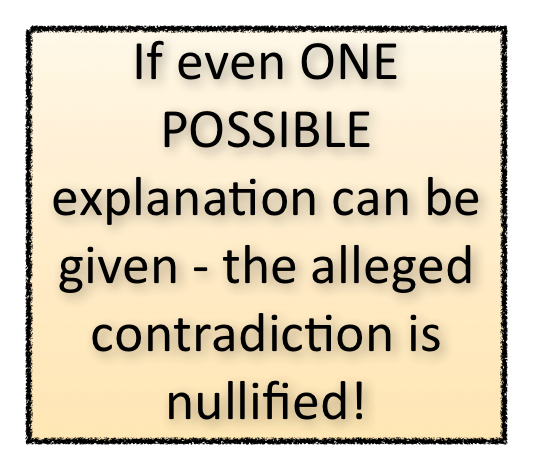 If even ONE
POSSIBLE
explanation can be
given - the alleged
contradiction is
nullified!